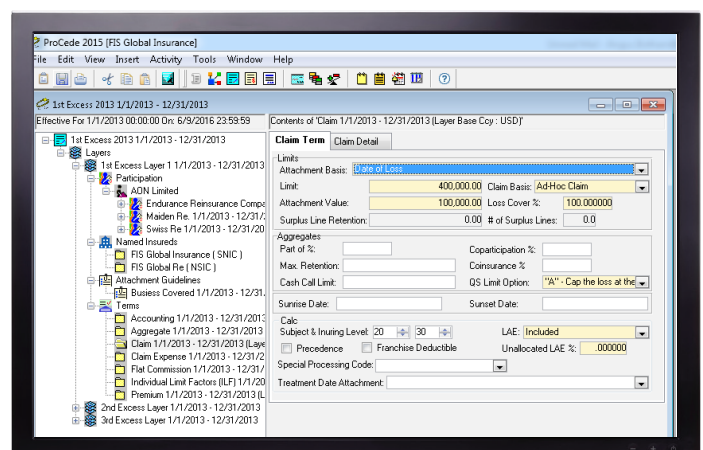 ProCede 2015 [FIS Global Insurance]
File Edit View Insert Activity Tools Window Help
1st Excess 2013 1/1/2013 - 12/31/2013
Effective For 1/1/2013 00:00:00 On: 6/9/2016 23:59:59
Contents of 'Claim 1/1/2013 - 12/31/2013 (Layer Base Ccy : USD)'
1st Excess 2013 1/1/2013 - 12/31/2013
Layers
1st Excess Layer 1 1/1/2013 - 12/31/2013
Participation
AON Limited
Endurance Reinsurance Compa
Maiden Re. 1/1/2013 - 12/31/
Swiss Re 1/1/2013 - 12/31/20
Named Insureds
FIS Global Insurance ( SNIC )
FIS Global Re ( NSIC )
Attachment Guidelines
Busiess Covered 1/1/2013 - 12/31.
Terms
Accounting 1/1/2013 - 12/31/2013
Aggregate 1/1/2013 - 12/31/2013
Claim 1/1/2013 - 12/31/2013 (Laye
Claim Expense 1/1/2013 - 12/31/2
Flat Commission 1/1/2013 - 12/31/
Individual Limit Factors (ILF) 1/1/20
Premium 1/1/2013 - 12/31/2013 (L
2nd Excess Layer 1/1/2013 - 12/31/2013
3rd Excess Layer 1/1/2013 - 12/31/2013
Claim Term Claim Detail
Limits
Attachment Basis: Date of Loss
Limit: 400,000.00 Claim Basis: Ad-Hoc Claim
Attachment Value: 100,000.00 Loss Cover %: 100.000000
Surplus Line Retention: 0.00 # of Surplus Lines: 0.0
Aggregates
Part of %: Coparticipation %:
Max. Retention: Coinsurance %
Cash Call Limit: QS Limit Option: "A" - Cap the loss at the
Sunrise Date: Sunset Date:
Calc
Subject & Inuring Level: 20 30 LAE: Included
Precedence Franchise Deductible Unallocated LAE %: .000000
Special Processing Code:
Treatment Date Attachment: